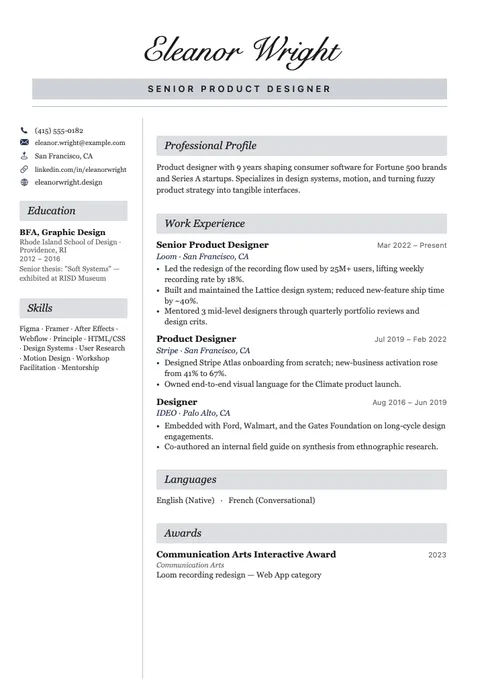 Eleanor Wright
SENIOR PRODUCT DESIGNER
(415) 555-0182
eleanor.wright@example.com
San Francisco, CA
linkedin.com/in/eleanorwright
eleanorwright.design
Education
BFA, Graphic Design
Rhode Island School of Design ·
Providence, RI
2012 – 2016
Senior thesis: "Soft Systems" —
exhibited at RISD Museum
Skills
Figma · Framer · After Effects ·
Webflow · Principle · HTML/CSS
· Design Systems · User Research
· Motion Design · Workshop
Facilitation · Mentorship
Professional Profile
Product designer with 9 years shaping consumer software for Fortune 500 brands
and Series A startups. Specializes in design systems, motion, and turning fuzzy
product strategy into tangible interfaces.
Work Experience
Senior Product Designer Mar 2022 – Present
Loom · San Francisco, CA
• Led the redesign of the recording flow used by 25M+ users, lifting weekly
recording rate by 18%.
• Built and maintained the Lattice design system; reduced new-feature ship time
by ~40%.
• Mentored 3 mid-level designers through quarterly portfolio reviews and
design crits.
Product Designer Jul 2019 – Feb 2022
Stripe · San Francisco, CA
• Designed Stripe Atlas onboarding from scratch; new-business activation rose
from 41% to 67%.
• Owned end-to-end visual language for the Climate product launch.
Designer Aug 2016 – Jun 2019
IDEO · Palo Alto, CA
• Embedded with Ford, Walmart, and the Gates Foundation on long-cycle design
engagements.
• Co-authored an internal field guide on synthesis from ethnographic research.
Languages
English (Native) · French (Conversational)
Awards
Communication Arts Interactive Award 2023
Communication Arts
Loom recording redesign — Web App category